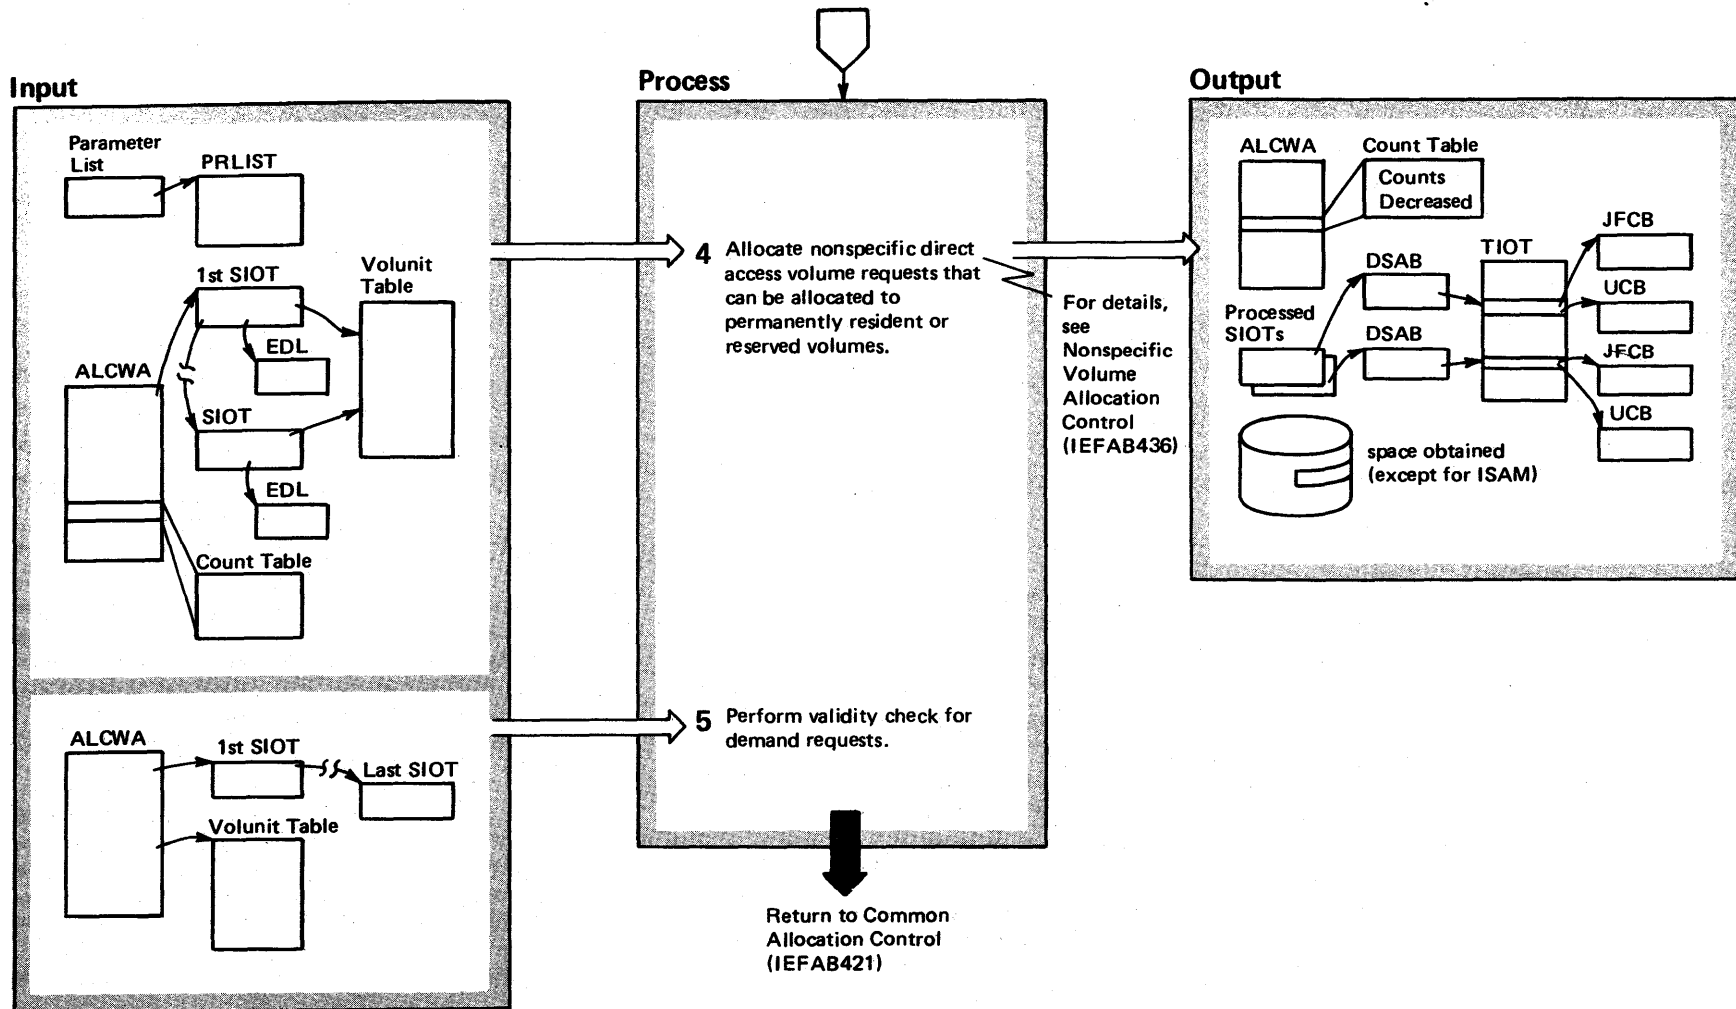 Input
Parameter
List
PRLIST
1st SIOT
Volunit
Table
EDL
ALCWA
SIOT
EDL
Count Table
ALCWA
1st SIOT
Last SIOT
Volunit Table
Process
4 Allocate nonspecific direct
access volume requests that
can be allocated to
permanently resident or
reserved volumes.
For details,
see
Nonspecific
Volume
Allocation
Control
(IEFAB436)
5 Perform validity check for
demand requests.
Return to Common
Allocation Control
(IEFAB421)
Output
ALCWA
Count Table
Counts
Decreased
JFCB
TIOT
DSAB
UCB
Processed
SIOTs
DSAB
JFCB
UCB
space obtained
(except for ISAM)